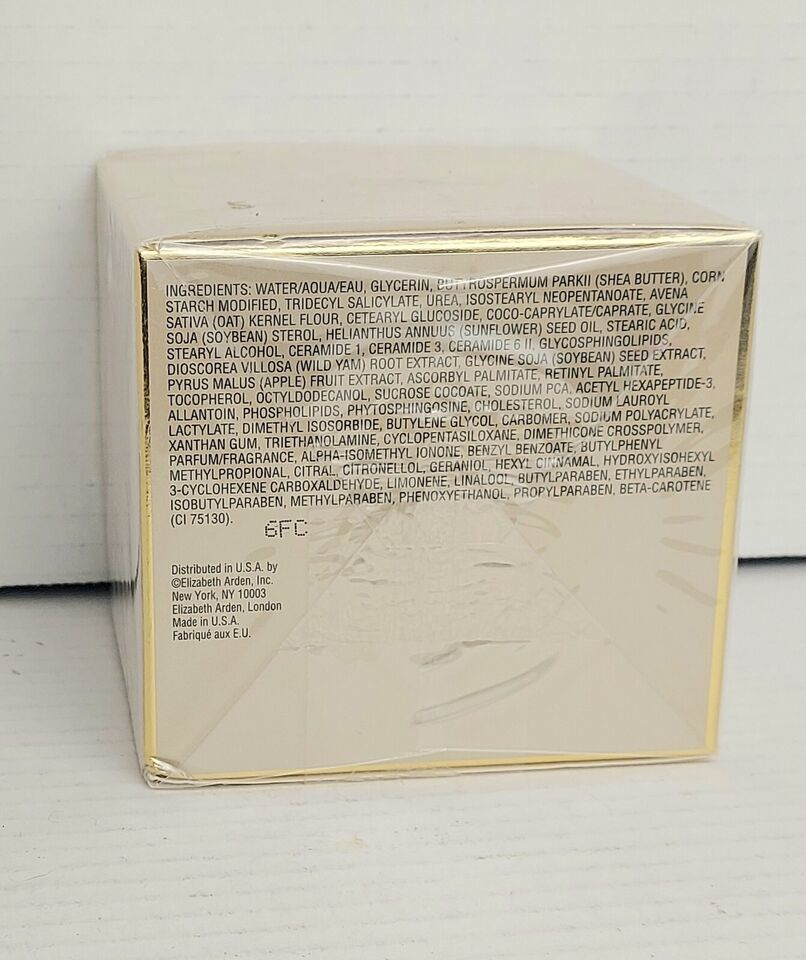 INGREDIENTS: WATER/AQUA/EAU, GLYCERIN, BUTYROSPERMUM PARKII (SHEA BUTTER), CORN
STARCH MODIFIED, TRIDECYL SALICYLATE, UREA, ISOSTEARYL NEOPENTANOATE, AVENA
SATIVA (OAT) KERNEL FLOUR, CETEARYL GLUCOSIDE, COCO-CAPRYLATE/CAPRATE, GLYCINE
SOJA (SOYBEAN) STEROL, HELIANTHUS ANNUUS (SUNFLOWER) SEED OIL, STEARIC ACID,
STEARYL ALCOHOL, CERAMIDE 1, CERAMIDE 3, CERAMIDE 6 II, GLYCOSPHINGOLIPIDS,
DIOSCOREA VILLOSA (WILD YAM) ROOT EXTRACT, GLYCINE SOJA (SOYBEAN) SEED EXTRACT,
PYRUS MALUS (APPLE) FRUIT EXTRACT, ASCORBYL PALMITATE, RETINYL PALMITATE,
TOCOPHEROL, OCTYLDODECANOL, SUCROSE COCOATE, SODIUM PCA, ACETYL HEXAPEPTIDE-3,
ALLANTOIN, PHOSPHOLIPIDS, PHYTOSPHINGOSINE, CHOLESTEROL, SODIUM LAUROYL
LACTYLATE, DIMETHYL ISOSORBIDE, BUTYLENE GLYCOL, CARBOMER, SODIUM POLYACRYLATE,
XANTHAN GUM, TRIETHANOLAMINE, CYCLOPENTASILOXANE, DIMETHICONE CROSSPOLYMER,
PARFUM/FRAGRANCE, ALPHA-ISOMETHYL IONONE, BENZYL BENZOATE, BUTYLPHENYL
METHYLPROPIONAL, CITRAL, CITRONELLOL, GERANIOL, HEXYL CINNAMAL, HYDROXYISOHEXYL
3-CYCLOHEXENE CARBOXALDEHYDE, LIMONENE, LINALOOL, BUTYLPARABEN, ETHYLPARABEN,
ISOBUTYLPARABEN, METHYLPARABEN, PHENOXYETHANOL, PROPYLPARABEN, BETA-CAROTENE
(CI 75130).
6FC
Distributed in U.S.A. by
©Elizabeth Arden, Inc.
New York, NY 10003
Elizabeth Arden, London
Made in U.S.A.
Fabriqué aux E.U.